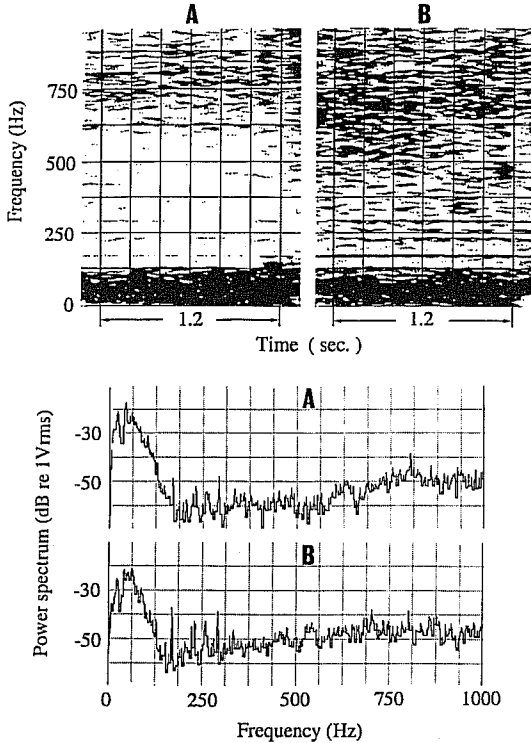 A B
Frequency (Hz)
750
500
250
0
1.2 1.2
Time ( sec. )
Power spectrum (dB re 1Vrms)
A
-30
-50
B
-30
-50
0 250 500 750 1000
Frequency (Hz)